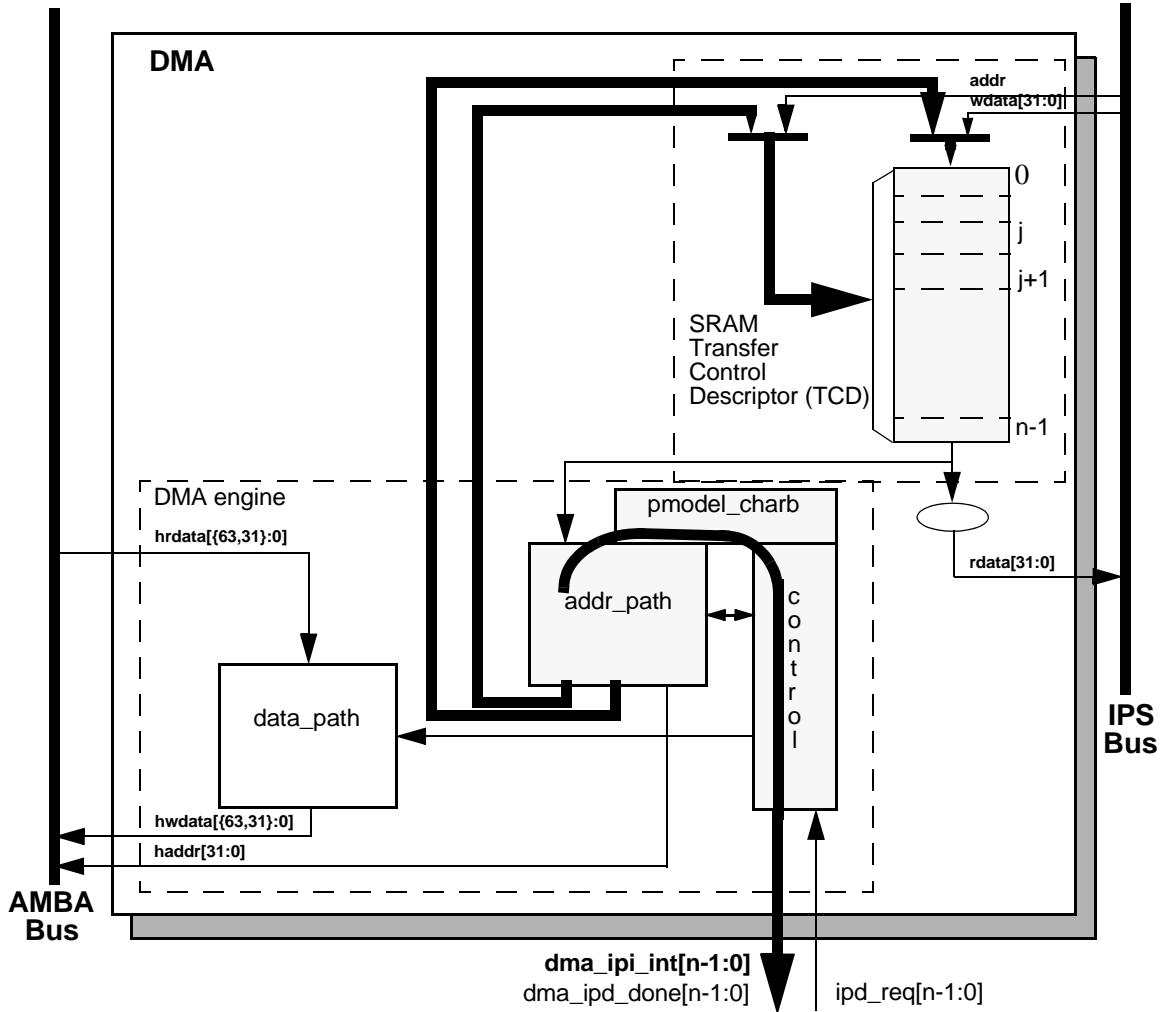 DMA
addr
wdata[31:0]
0
j
j+1
n-1
SRAM
Transfer
Control
Descriptor (TCD)
DMA engine
pmodel_charb
hrdata[{63,31}:0]
rdata[31:0]
addr_path
control
data_path
IPS
Bus
hwdata[{63,31}:0]
haddr[31:0]
AMBA
Bus
dma_ipi_int[n-1:0]
dma_ipd_done[n-1:0]
ipd_req[n-1:0]